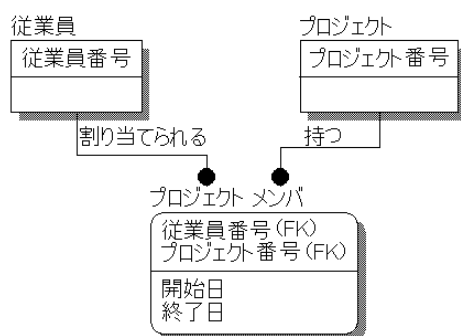 従業員
従業員番号
プロジェクト
プロジェクト番号
割り当てられる
持つ
プロジェクト メンバ
従業員番号(FK)
プロジェクト番号(FK)
開始日
終了日